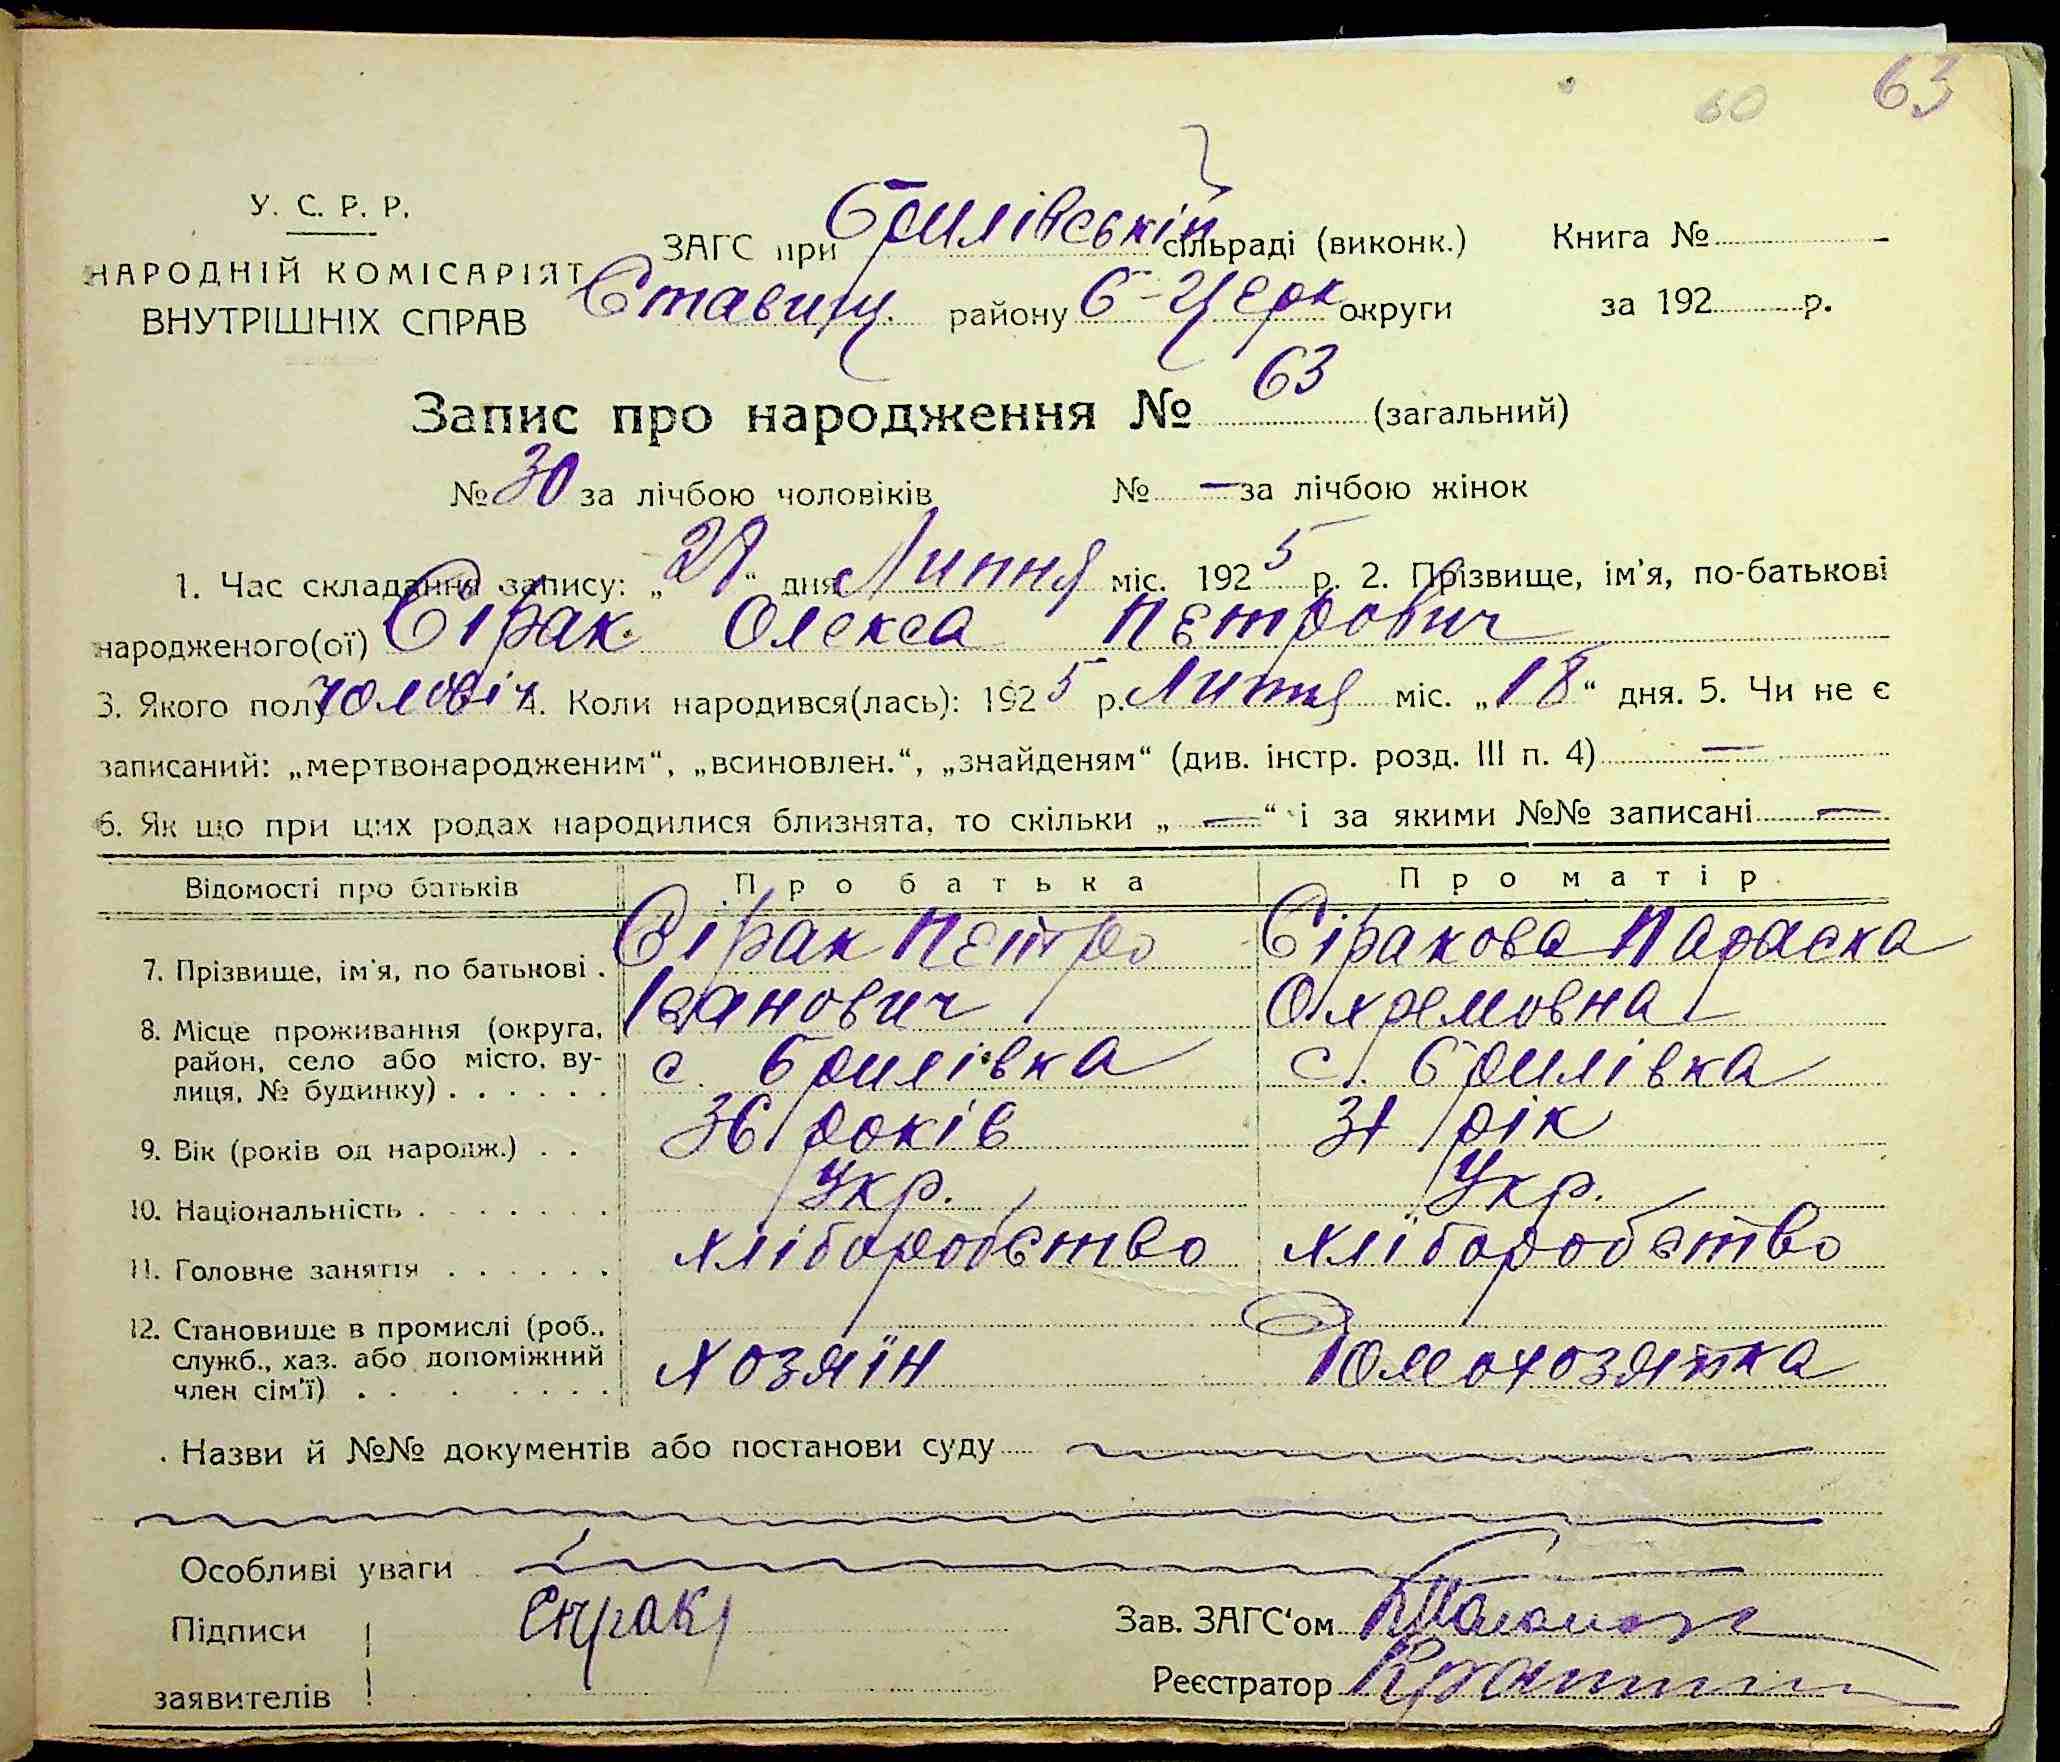 60 63
У. С. Р. Р.
НАРОДНІЙ КОМІСАРІЯТ
ВНУТРІШНІХ СПРАВ
ЗАГС при Брилівській сільраді (виконк.) Книга №
Ставищ. району Б-Церк округи за 192 р.
Запис про народження № 63 (загальний)
№ 30 за лічбою чоловіків № — за лічбою жінок
1. Час складання запису: „ “ дня Липня міс. 1925 р. 2. Прізвище, ім'я, по-батькові
народженого(ої) Сірак Олекса Петрович
3. Якого полу чоловіч 4. Коли народився(лась): 1925 р. Липня міс. „18“ дня. 5. Чи не є
записаний: „мертвонародженим“, „всиновлен.“, „знайденям“ (див. інстр. розд. III п. 4) —
6. Як що при цих родах народилися близнята, то скільки „ — “ і за якими №№ записані —
Відомості про батьків Про батька Про матір
7. Прізвище, ім'я, по батькові . Сірак Петро Іванович Сіракова Параска Охремовна
8. Місце проживання (округа,
район, село або місто, ву-
лиця, № будинку) . . . . . . с. Брилівка с. Брилівка
9. Вік (років од народж.) . . 36 років 31 рік
10. Національність . . . . . . . Укр. Укр.
11. Головне заняття . . . . . . хліборобство хліборобство
12. Становище в промислі (роб.,
служб., хаз. або допоміжний
член сім'ї) . . . . . . . хозяїн Домохозяйка
. Назви й №№ документів або постанови суду
Особливі уваги
Підписи Сірак Зав. ЗАГС'ом
заявителів Реєстратор